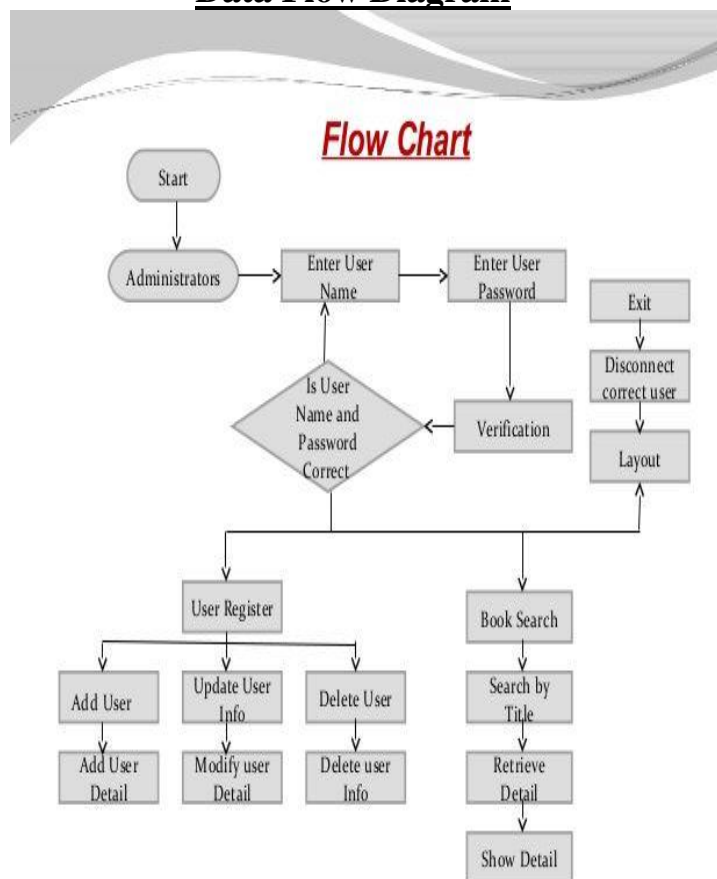 Data Flow Diagram
Flow Chart
Start
Administrators
Enter User
Name
Enter User
Password
Exit
Disconnect
correct user
Layout
Is User
Name and
Password
Correct
Verification
User Register
Book Search
Add User
Update User
Info
Delete User
Search by
Title
Add User
Detail
Modify user
Detail
Delete user
Info
Retrieve
Detail
Show Detail